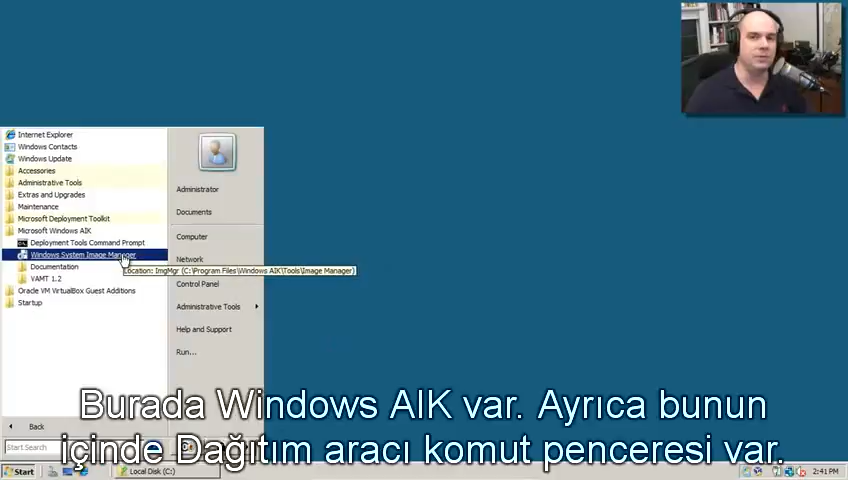 Internet Explorer
Windows Contacts
Windows Update
Accessories
Administrative Tools
Extras and Upgrades
Maintenance
Microsoft Deployment Toolkit
Microsoft Windows AIK
Deployment Tools Command Prompt
Windows System Image Manager
Documentation
VAMT 1.2
Oracle VM VirtualBox Guest Additions
Startup
Back
Start Search
Administrator
Documents
Computer
Network
Location: ImgMgr (C:\Program Files\Windows AIK\Tools\Image Manager)
Control Panel
Administrative Tools
Help and Support
Run...
Burada Windows AIK var. Ayrıca bunun
içinde Dağıtım aracı komut penceresi var.
Start
Local Disk (C:)
2:41 PM